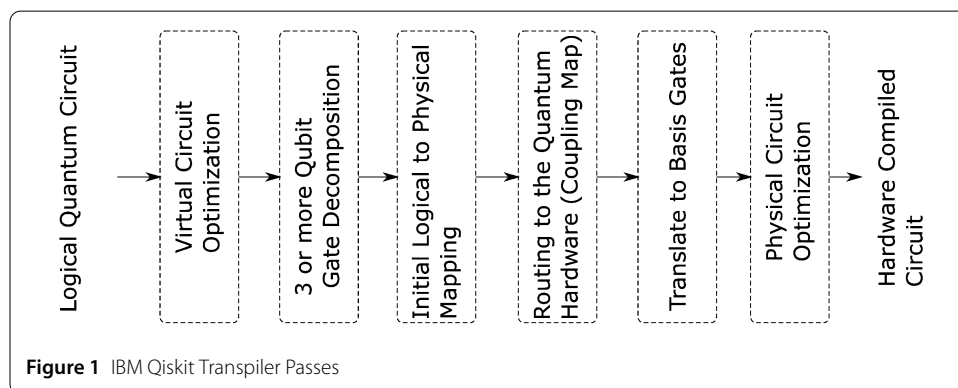 Logical Quantum Circuit
Virtual Circuit
Optimization
3 or more Qubit
Gate Decomposition
Initial Logical to Physical
Mapping
Routing to the Quantum
Hardware (Coupling Map)
Translate to Basis Gates
Physical Circuit
Optimization
Hardware Compiled
Circuit
Figure 1 IBM Qiskit Transpiler Passes